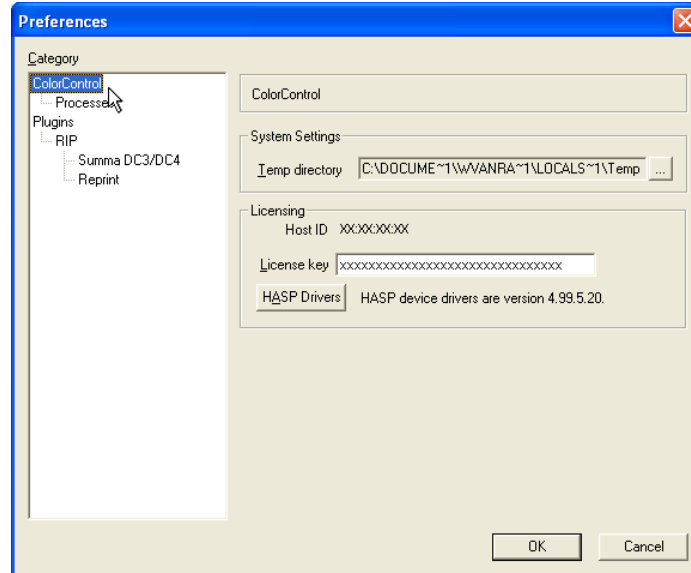 Preferences
Category
ColorControl
Processes
Plugins
RIP
Summa DC3/DC4
Reprint
ColorControl
System Settings
Temp directory C:\DOCUME~1\WVANRA~1\LOCALS~1\Temp ...
Licensing
Host ID XX:XX:XX:XX
License key xxxxxxxxxxxxxxxxxxxxxxxxxxxxxxx
HASP Drivers HASP device drivers are version 4.99.5.20.
OK Cancel